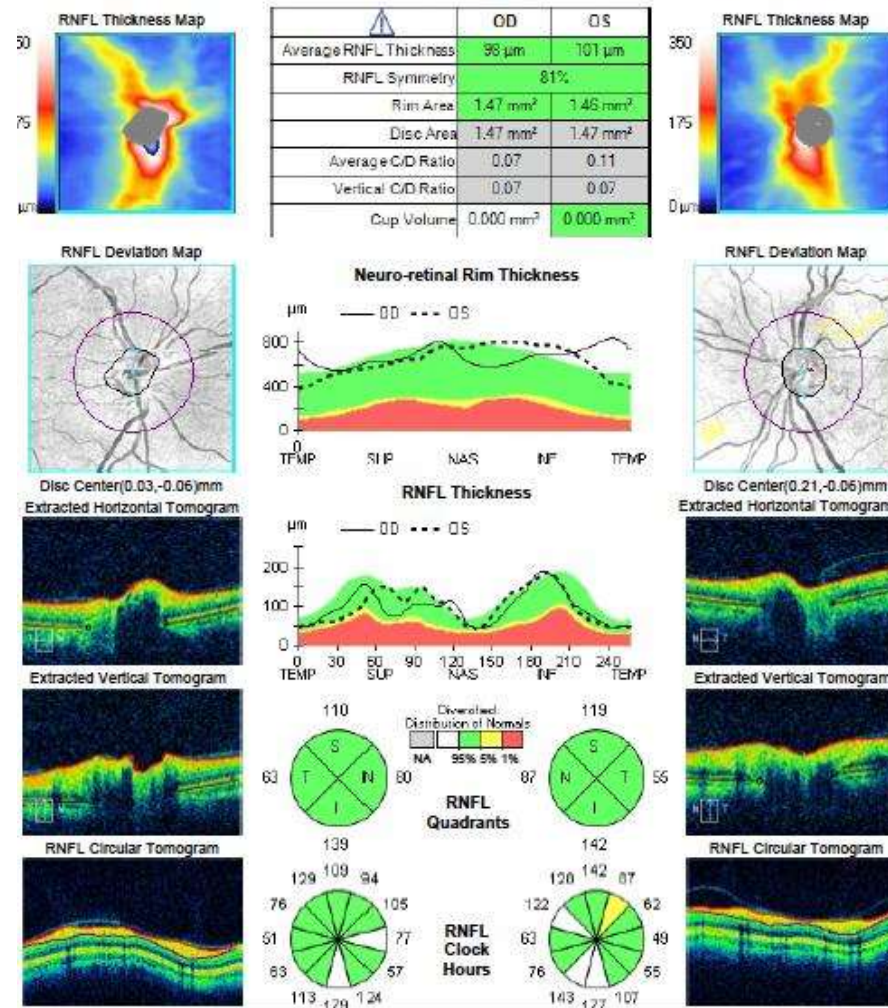 RNFL Thickness Map
OD OS
RNFL Thickness Map
Average RNFL Thickness 98 µm 101 µm
RNFL Symmetry 81%
Rim Area 1.47 mm² 1.46 mm²
Disc Area 1.47 mm² 1.47 mm²
Average C/D Ratio 0.07 0.11
Vertical C/D Ratio 0.07 0.07
Cup Volume 0.000 mm³ 0.000 mm³
50
75
µm
350
175
0 µm
RNFL Deviation Map
Neuro-retinal Rim Thickness
RNFL Deviation Map
µm OD OS
800
400
0
0
TEMP SUP NAS INF TEMP
Disc Center(0.03,-0.06)mm
RNFL Thickness
Disc Center(0.21,-0.06)mm
Extracted Horizontal Tomogram
Extracted Horizontal Tomogram
µm OD OS
200
100
0
0 30 60 90 120 150 180 210 240
TEMP SUP NAS INF TEMP
T N
N T
Extracted Vertical Tomogram
Extracted Vertical Tomogram
110
Distribution of Normals
119
NA 95% 5% 1%
S
T N
I
63 80
139
S
N T
I
87 55
142
RNFL
Quadrants
RNFL Circular Tomogram
RNFL Circular Tomogram
129 109 94
76 105
51 77
63 57
113 179 124
RNFL
Clock
Hours
120 142 87
122 62
63 49
76 55
143 177 107